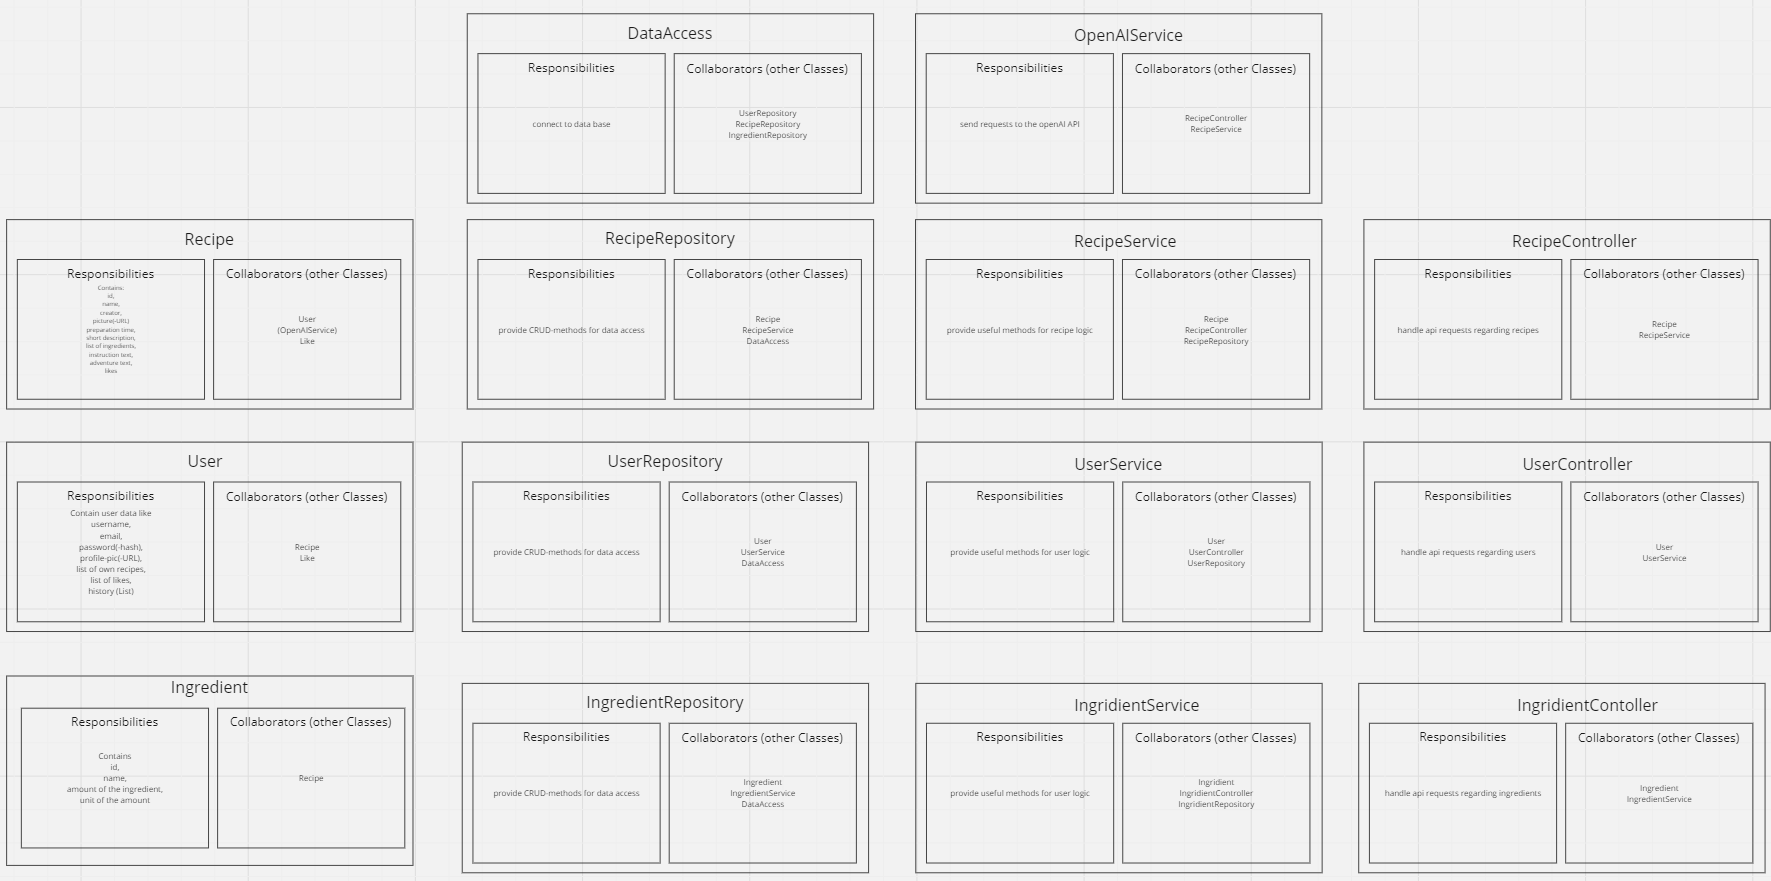 DataAccess
Responsibilities
connect to data base
Collaborators (other Classes)
UserRepository
RecipeRepository
IngredientRepository
OpenAIService
Responsibilities
send requests to the openAI API
Collaborators (other Classes)
RecipeController
RecipeService
Recipe
Responsibilities
Contains:
id,
name,
creator,
picture(-URL)
preparation time,
short description,
list of ingredients,
instruction text,
adventure text,
likes
Collaborators (other Classes)
User
(OpenAIService)
Like
RecipeRepository
Responsibilities
provide CRUD-methods for data access
Collaborators (other Classes)
Recipe
RecipeService
DataAccess
RecipeService
Responsibilities
provide useful methods for recipe logic
Collaborators (other Classes)
Recipe
RecipeController
RecipeRepository
RecipeController
Responsibilities
handle api requests regarding recipes
Collaborators (other Classes)
Recipe
RecipeService
User
Responsibilities
Contain user data like
username,
email,
password(-hash),
profile-pic(-URL),
list of own recipes,
list of likes,
history (List)
Collaborators (other Classes)
Recipe
Like
UserRepository
Responsibilities
provide CRUD-methods for data access
Collaborators (other Classes)
User
UserService
DataAccess
UserService
Responsibilities
provide useful methods for user logic
Collaborators (other Classes)
User
UserController
UserRepository
UserController
Responsibilities
handle api requests regarding users
Collaborators (other Classes)
User
UserService
Ingredient
Responsibilities
Contains
id,
name,
amount of the ingredient,
unit of the amount
Collaborators (other Classes)
Recipe
IngredientRepository
Responsibilities
provide CRUD-methods for data access
Collaborators (other Classes)
Ingredient
IngredientService
DataAccess
IngridientService
Responsibilities
provide useful methods for user logic
Collaborators (other Classes)
Ingridient
IngridientController
IngridientRepository
IngridientContoller
Responsibilities
handle api requests regarding ingredients
Collaborators (other Classes)
Ingredient
IngredientService